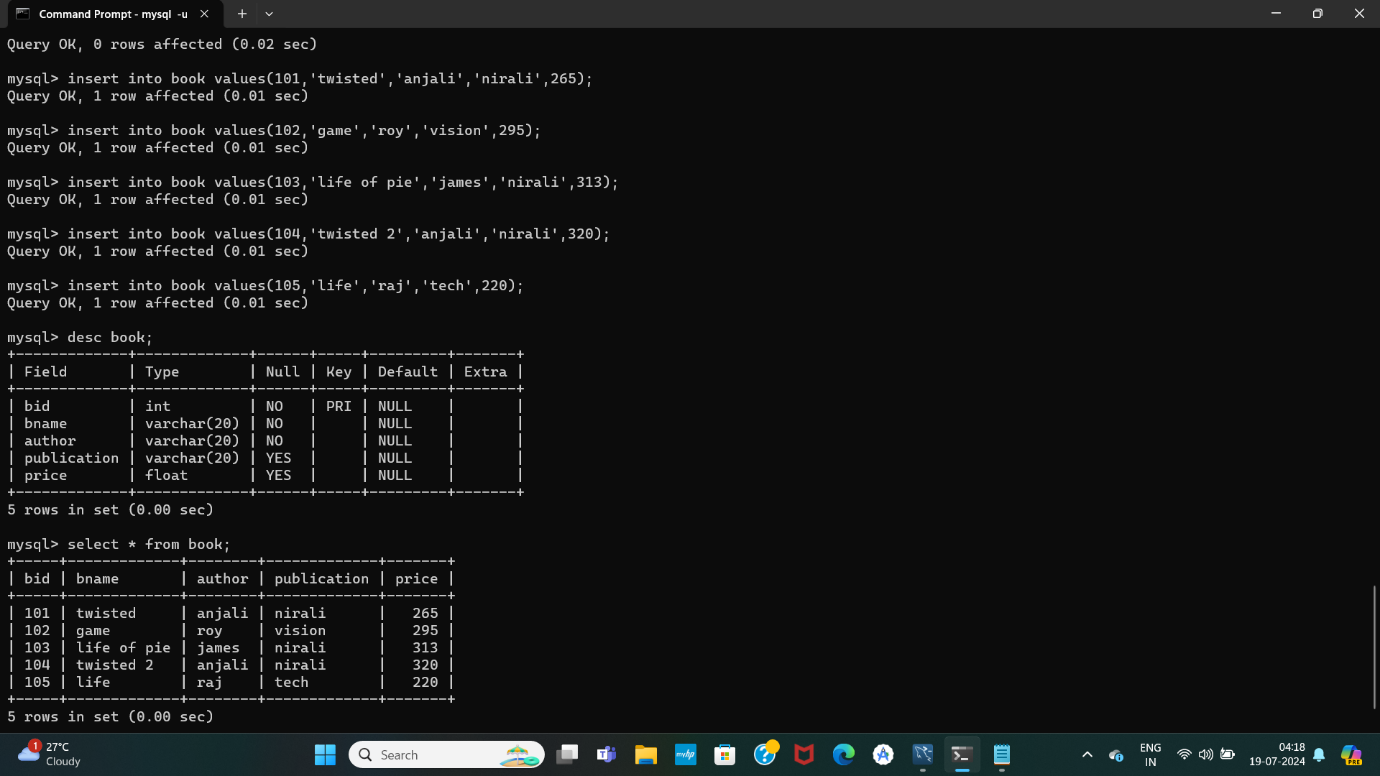 Command Prompt - mysql -u
Query OK, 0 rows affected (0.02 sec)
mysql> insert into book values(101,'twisted','anjali','nirali',265);
Query OK, 1 row affected (0.01 sec)
mysql> insert into book values(102,'game','roy','vision',295);
Query OK, 1 row affected (0.01 sec)
mysql> insert into book values(103,'life of pie','james','nirali',313);
Query OK, 1 row affected (0.01 sec)
mysql> insert into book values(104,'twisted 2','anjali','nirali',320);
Query OK, 1 row affected (0.01 sec)
mysql> insert into book values(105,'life','raj','tech',220);
Query OK, 1 row affected (0.01 sec)
mysql> desc book;
+-------------+-------------+------+-----+---------+-------+
| Field       | Type        | Null | Key | Default | Extra |
+-------------+-------------+------+-----+---------+-------+
| bid         | int         | NO   | PRI | NULL    |       |
| bname       | varchar(20) | NO   |     | NULL    |       |
| author      | varchar(20) | NO   |     | NULL    |       |
| publication | varchar(20) | YES  |     | NULL    |       |
| price       | float       | YES  |     | NULL    |       |
+-------------+-------------+------+-----+---------+-------+
5 rows in set (0.00 sec)
mysql> select * from book;
+-----+-------------+--------+-------------+-------+
| bid | bname       | author | publication | price |
+-----+-------------+--------+-------------+-------+
| 101 | twisted     | anjali | nirali      |   265 |
| 102 | game        | roy    | vision      |   295 |
| 103 | life of pie | james  | nirali      |   313 |
| 104 | twisted 2   | anjali | nirali      |   320 |
| 105 | life        | raj    | tech        |   220 |
+-----+-------------+--------+-------------+-------+
5 rows in set (0.00 sec)
1
27°C
Cloudy
Search
myhp
ENG
IN
04:18
19-07-2024
PRE